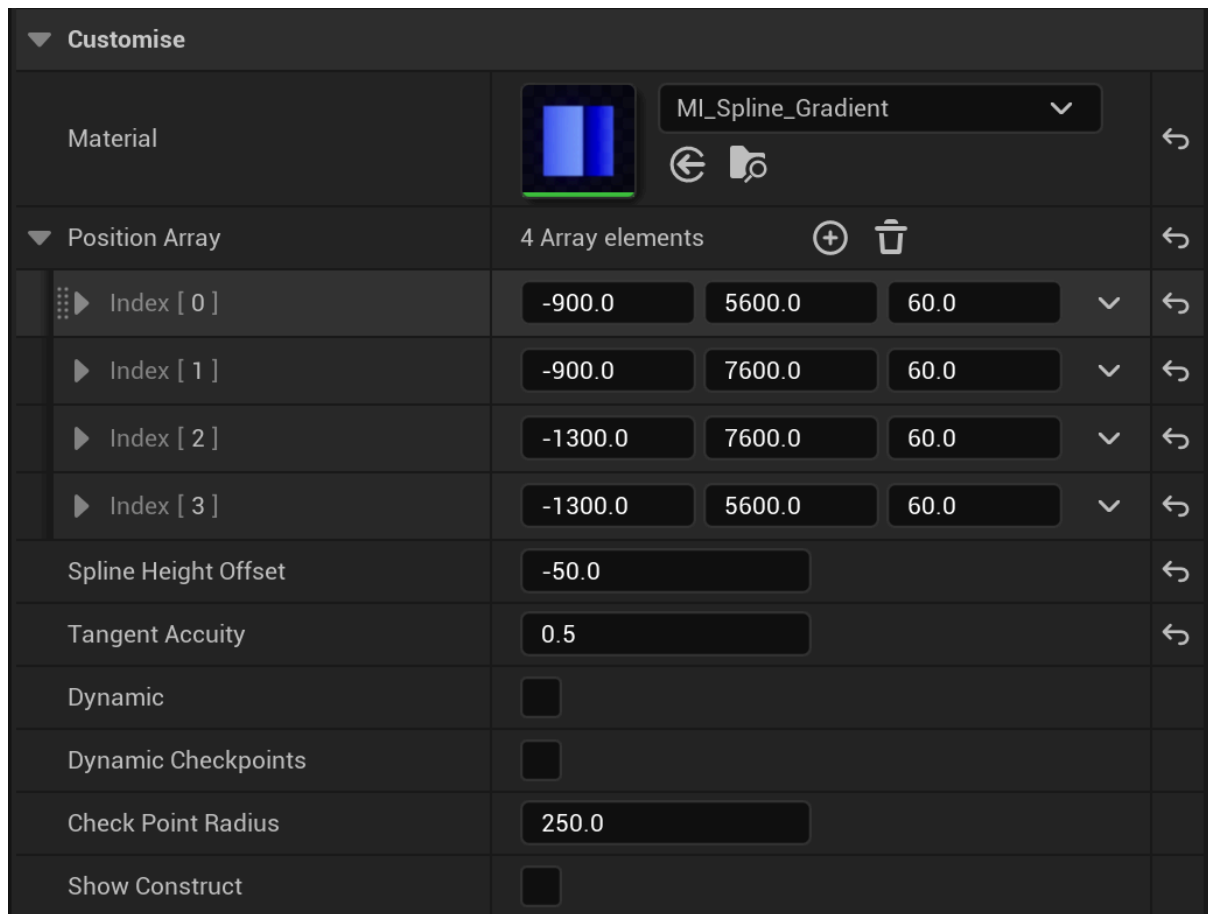 Customise
Material
MI_Spline_Gradient
Position Array
4 Array elements
Index [ 0 ] -900.0 5600.0 60.0
Index [ 1 ] -900.0 7600.0 60.0
Index [ 2 ] -1300.0 7600.0 60.0
Index [ 3 ] -1300.0 5600.0 60.0
Spline Height Offset -50.0
Tangent Accuity 0.5
Dynamic
Dynamic Checkpoints
Check Point Radius 250.0
Show Construct